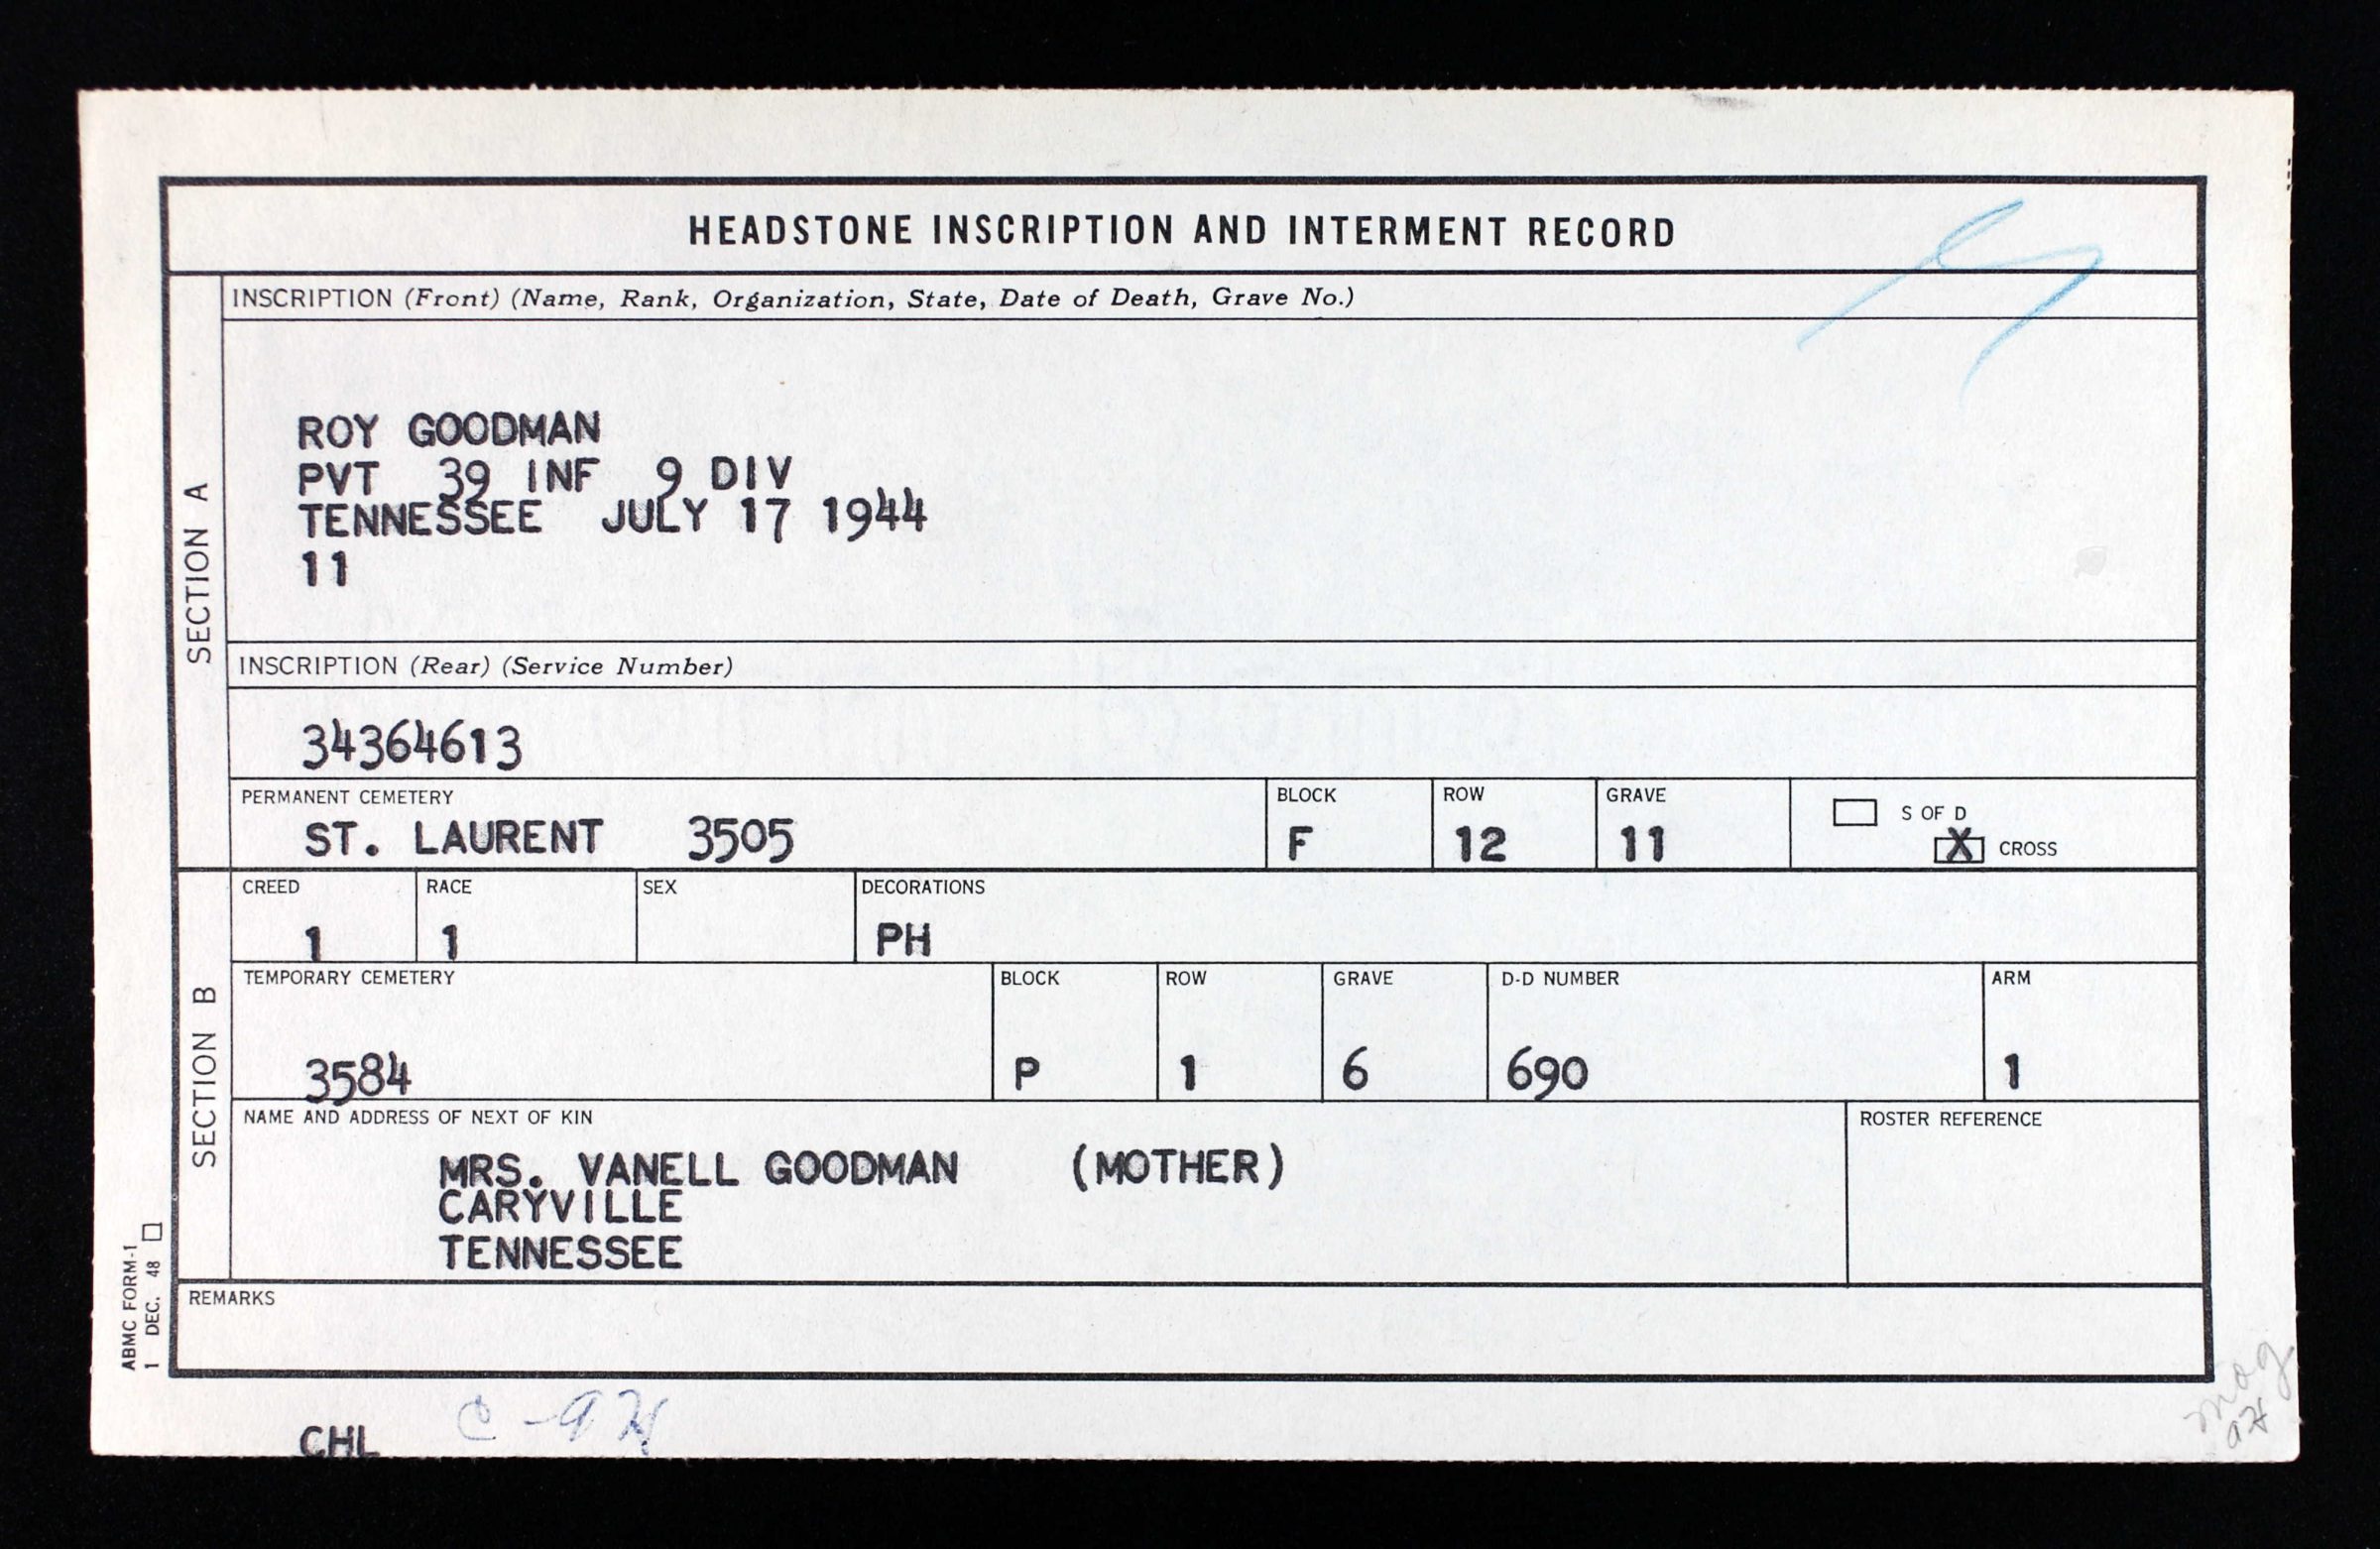 HEADSTONE INSCRIPTION AND INTERMENT RECORD
SECTION A
INSCRIPTION (Front) (Name, Rank, Organization, State, Date of Death, Grave No.)
ROY GOODMAN
PVT 39 INF 9 DIV
TENNESSEE JULY 17 1944
11
INSCRIPTION (Rear) (Service Number)
34364613
PERMANENT CEMETERY BLOCK ROW GRAVE
ST. LAURENT 3505 F 12 11
S OF D
X CROSS
SECTION B
CREED RACE SEX DECORATIONS
1 1 PH
TEMPORARY CEMETERY BLOCK ROW GRAVE D-D NUMBER ARM
3584 P 1 6 690 1
NAME AND ADDRESS OF NEXT OF KIN ROSTER REFERENCE
MRS. VANELL GOODMAN (MOTHER)
CARYVILLE
TENNESSEE
REMARKS
ABMC FORM-1
1 DEC. 48
CHL